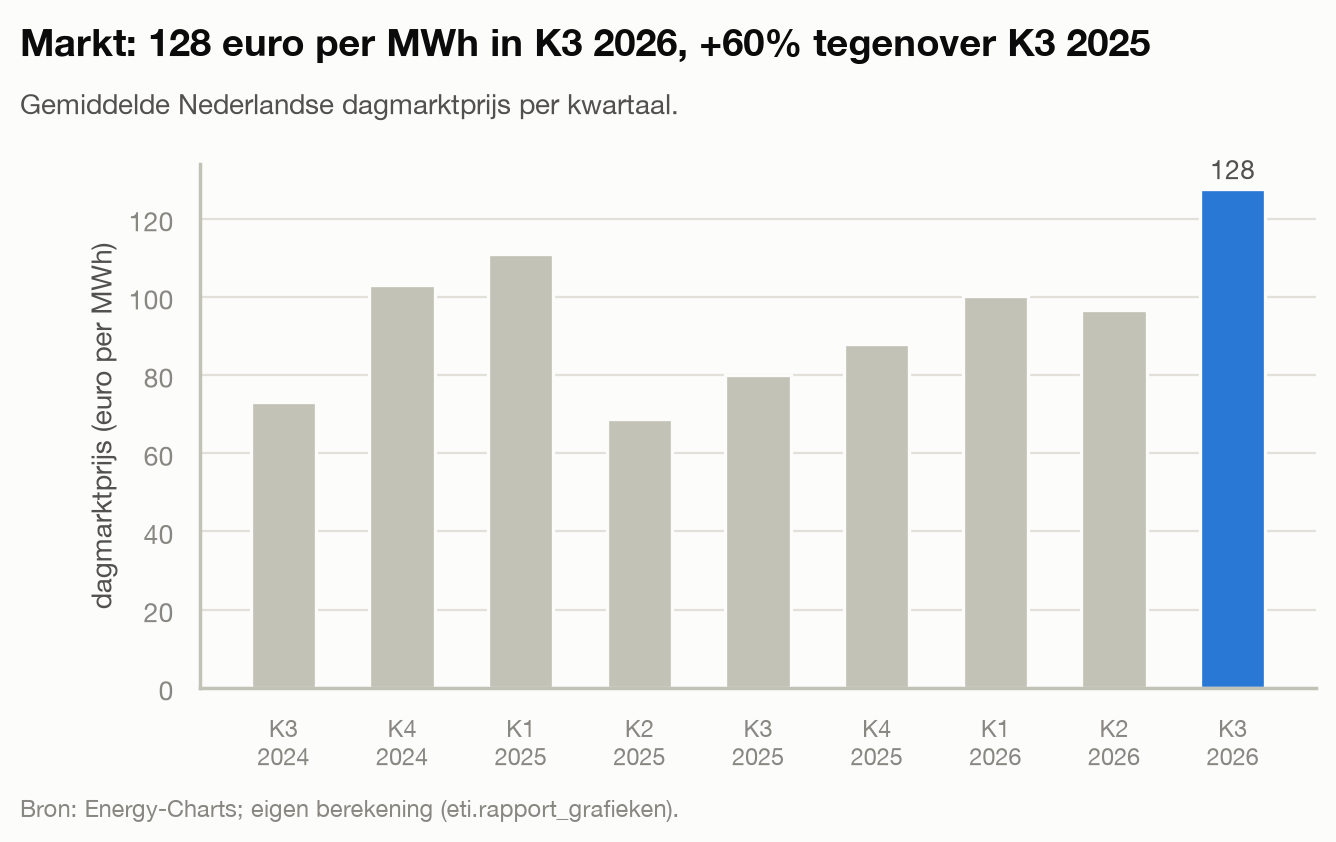 Markt: 128 euro per MWh in K3 2026, +60% tegenover K3 2025
Gemiddelde Nederlandse dagmarktprijs per kwartaal.
128
dagmarktprijs (euro per MWh)
120
100
80
60
40
20
0
K3 K4 K1 K2 K3 K4 K1 K2 K3
2024 2024 2025 2025 2025 2025 2026 2026 2026
Bron: Energy-Charts; eigen berekening (eti.rapport_grafieken).